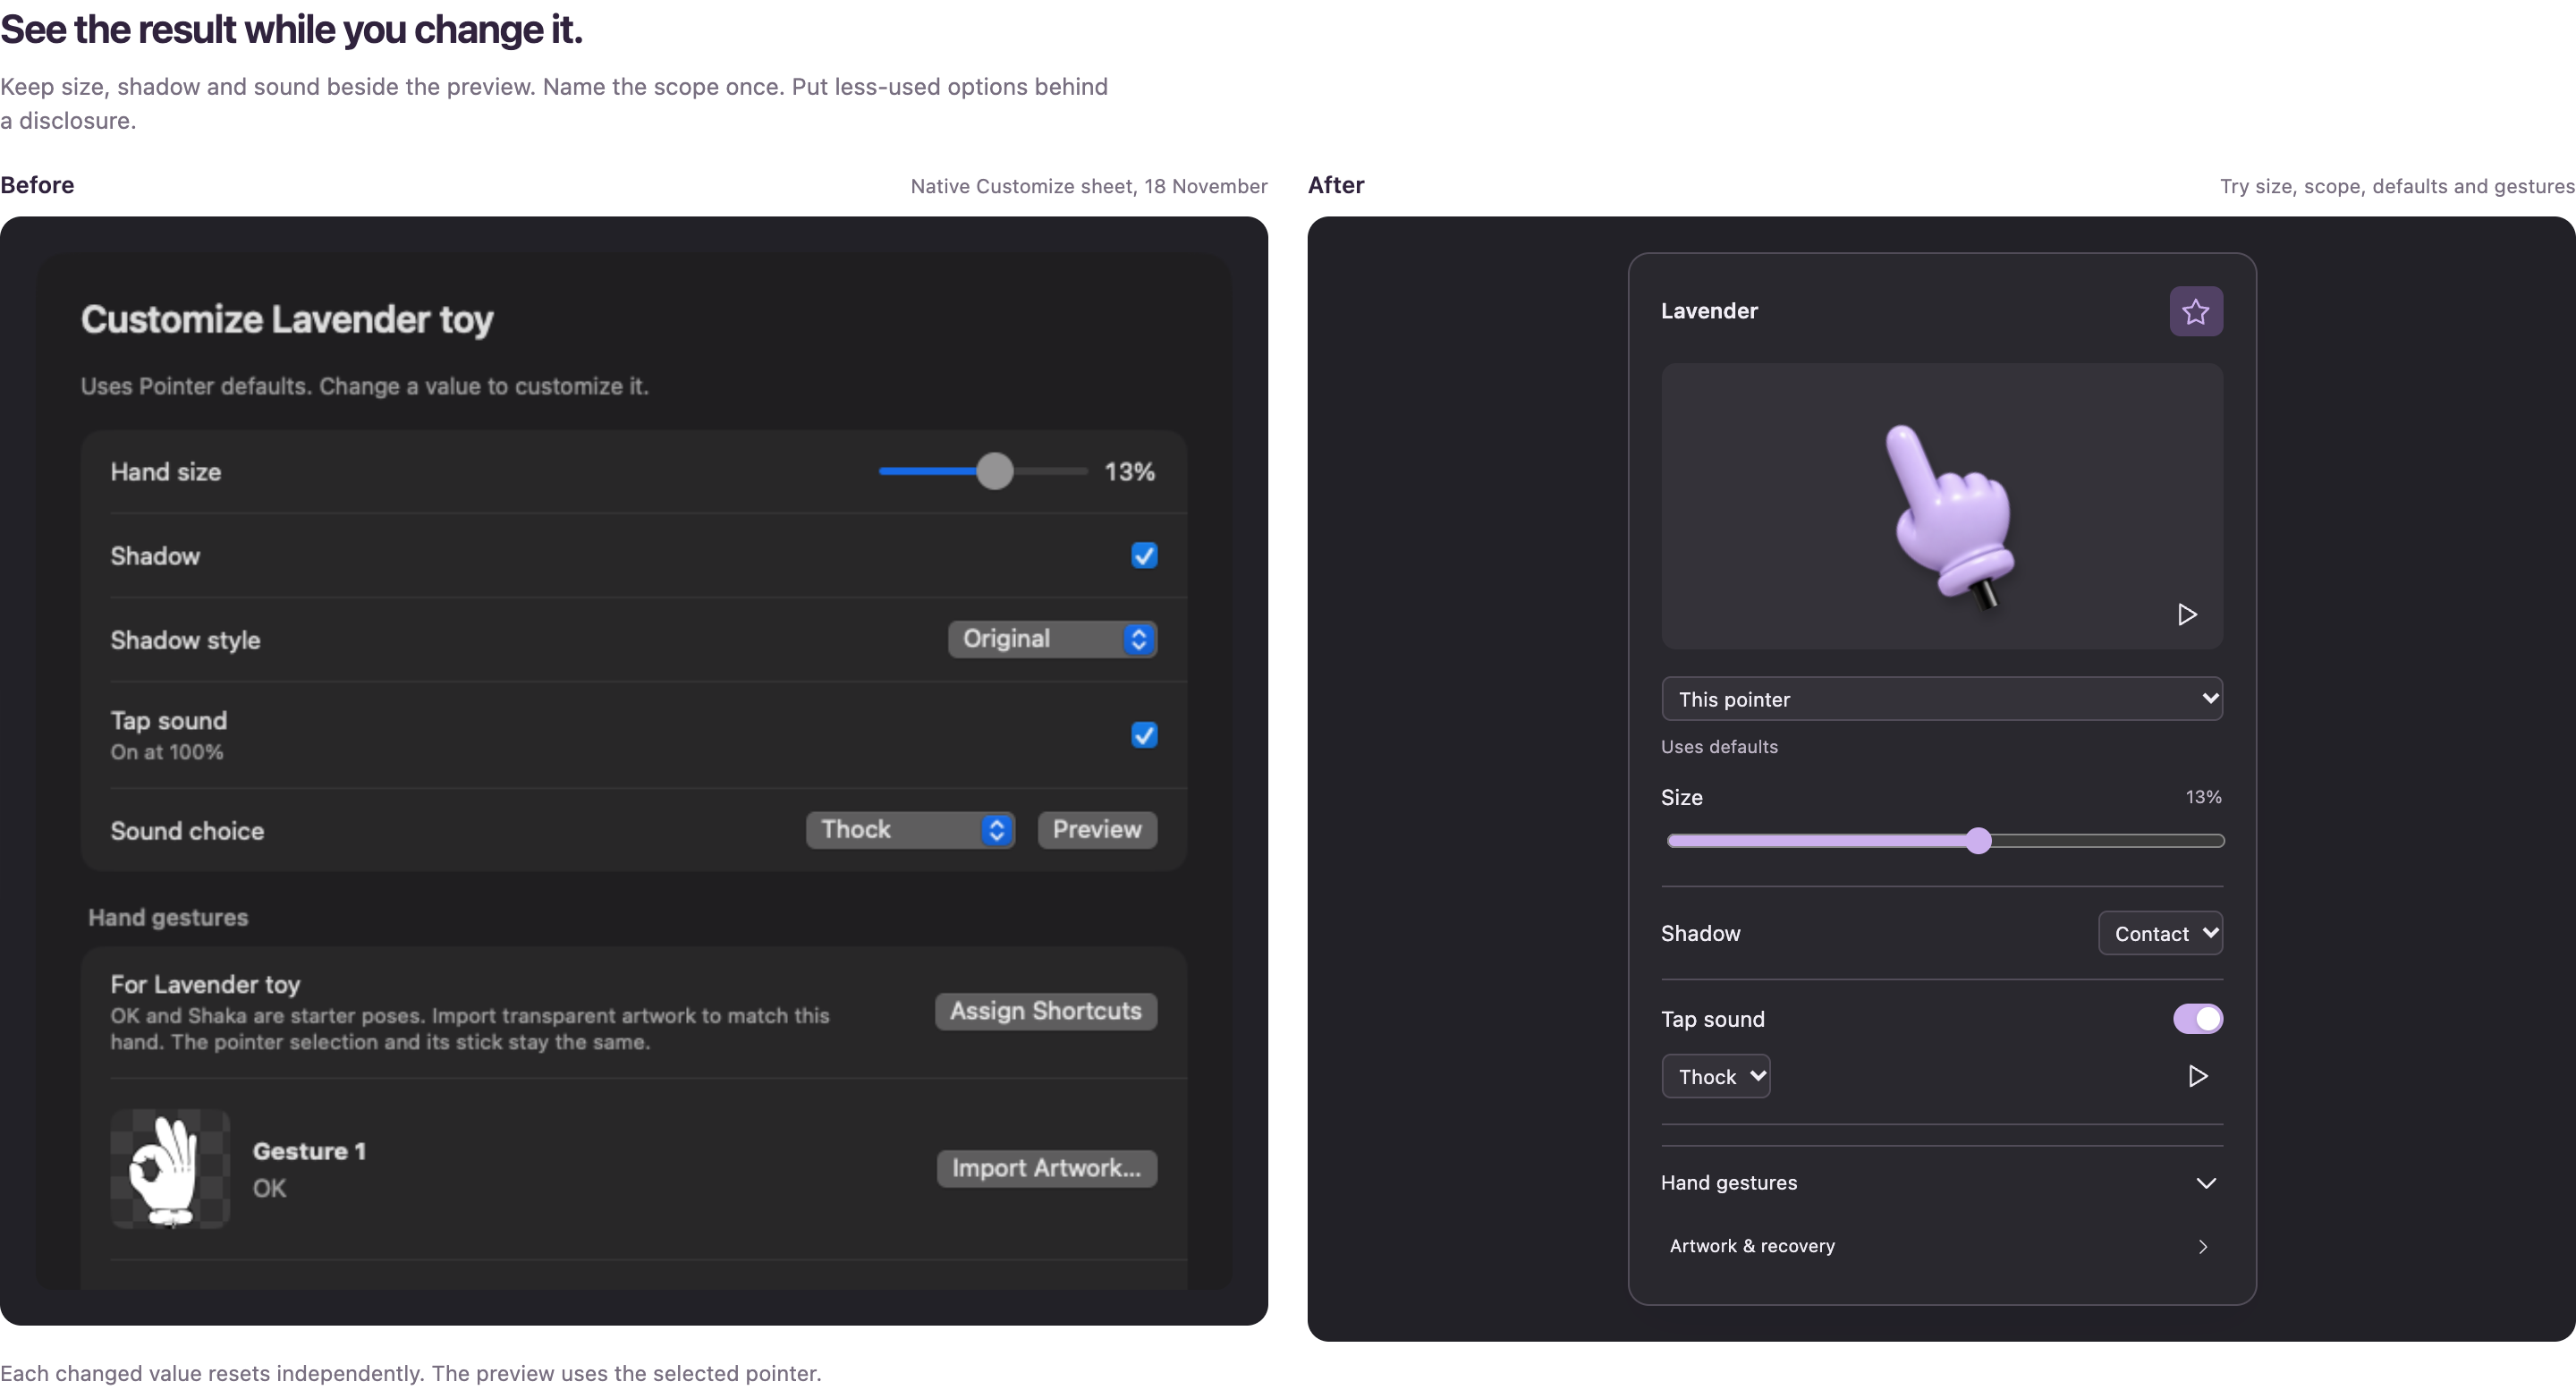 See the result while you change it.
Keep size, shadow and sound beside the preview. Name the scope once. Put less-used options behind
a disclosure.
Before
Native Customize sheet, 18 November
Customize Lavender toy
Uses Pointer defaults. Change a value to customize it.
Hand size
13%
Shadow
Shadow style
Original
Tap sound
On at 100%
Sound choice
Thock
Preview
Hand gestures
For Lavender toy
OK and Shaka are starter poses. Import transparent artwork to match this
hand. The pointer selection and its stick stay the same.
Assign Shortcuts
Gesture 1
OK
Import Artwork...
After
Try size, scope, defaults and gestures
Lavender
This pointer
Uses defaults
Size
13%
Shadow
Contact
Tap sound
Thock
Hand gestures
Artwork & recovery
Each changed value resets independently. The preview uses the selected pointer.